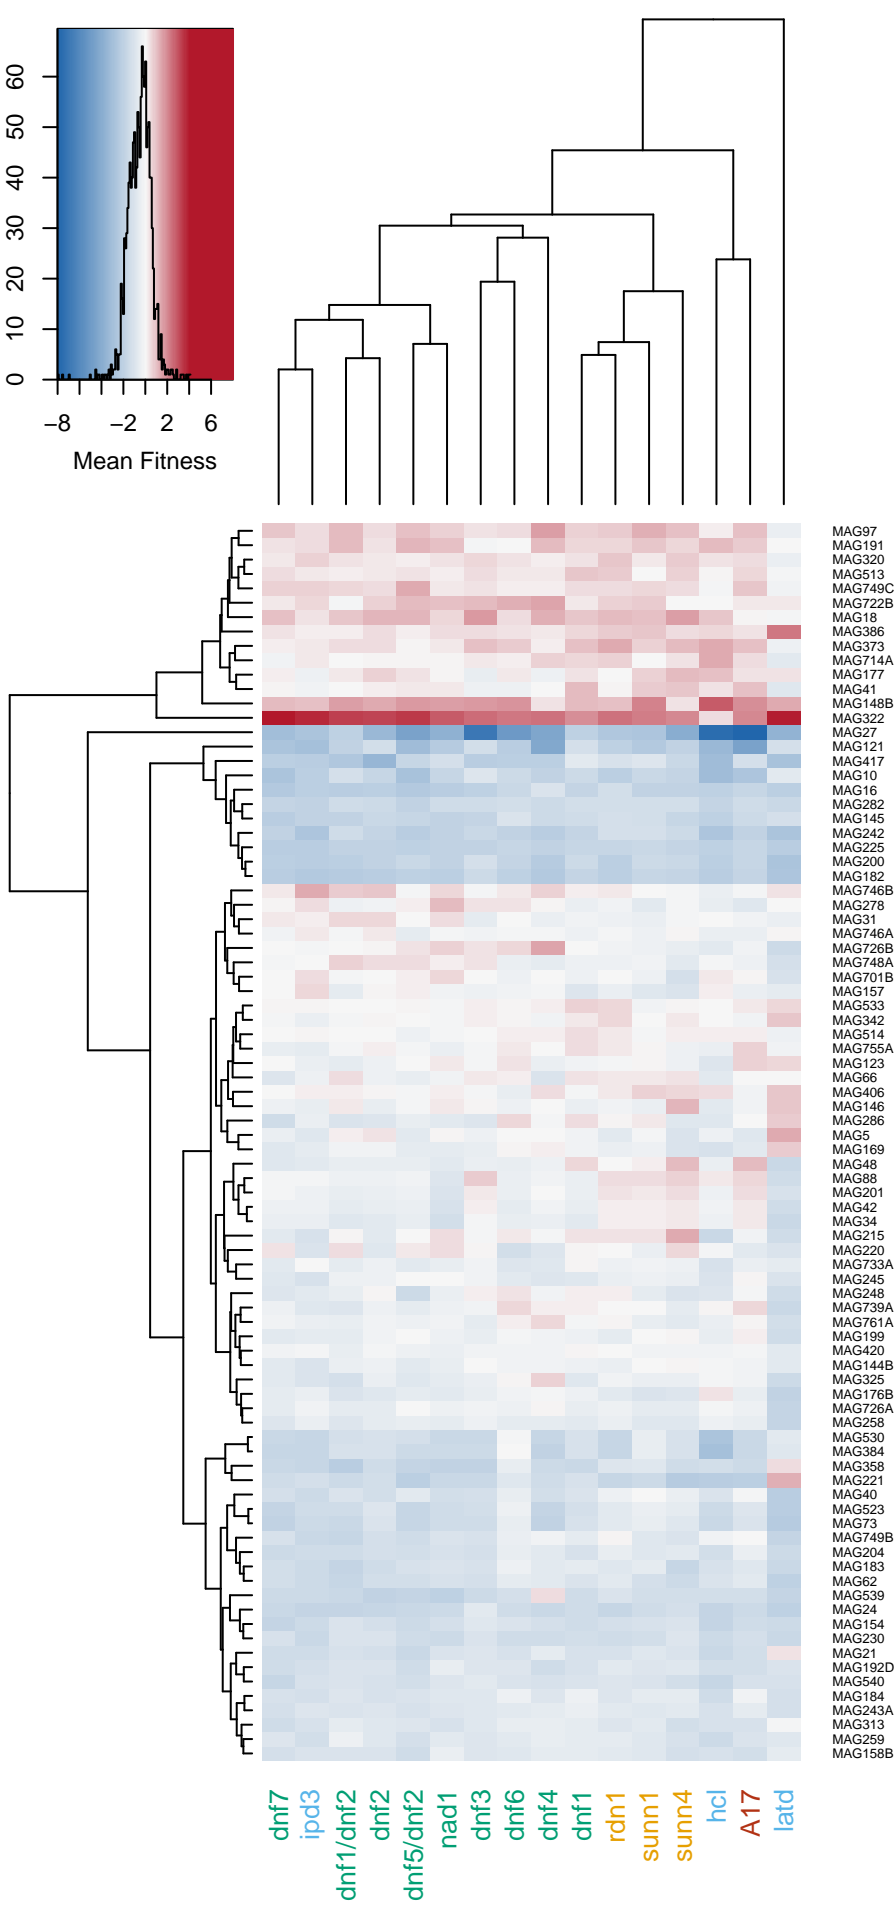 60
50
40
30
20
10
0
−8 −2 2 6
Mean Fitness
MAG97
MAG191
MAG320
MAG513
MAG749C
MAG722B
MAG18
MAG386
MAG373
MAG714A
MAG177
MAG41
MAG148B
MAG322
MAG27
MAG121
MAG417
MAG10
MAG16
MAG282
MAG145
MAG242
MAG225
MAG200
MAG182
MAG746B
MAG278
MAG31
MAG746A
MAG726B
MAG748A
MAG701B
MAG157
MAG533
MAG342
MAG514
MAG755A
MAG123
MAG66
MAG406
MAG146
MAG286
MAG5
MAG169
MAG48
MAG88
MAG201
MAG42
MAG34
MAG215
MAG220
MAG733A
MAG245
MAG248
MAG739A
MAG761A
MAG199
MAG420
MAG144B
MAG325
MAG176B
MAG726A
MAG258
MAG530
MAG384
MAG358
MAG221
MAG40
MAG523
MAG73
MAG749B
MAG204
MAG183
MAG62
MAG539
MAG24
MAG154
MAG230
MAG21
MAG192D
MAG540
MAG184
MAG243A
MAG313
MAG259
MAG158B
dnf7
ipd3
dnf1/dnf2
dnf2
dnf5/dnf2
nad1
dnf3
dnf6
dnf4
dnf1
rdn1
sunn1
sunn4
hcl
A17
latd